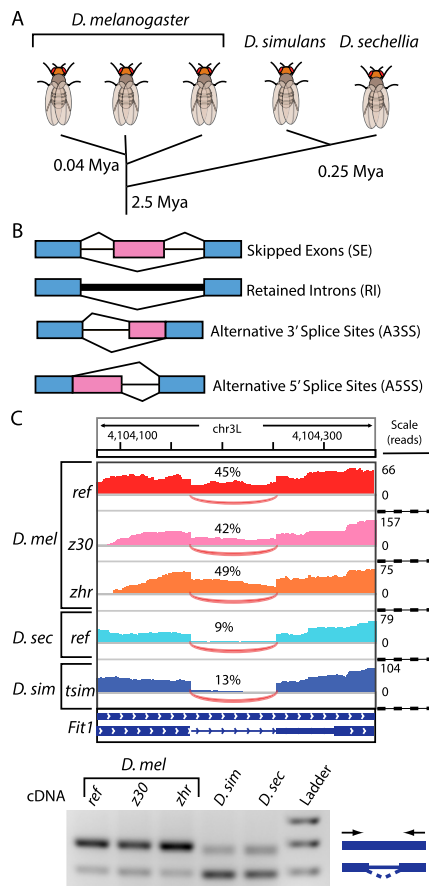 A
D. melanogaster
D. simulans
D. sechellia
0.04 Mya
0.25 Mya
2.5 Mya
B
Skipped Exons (SE)
Retained Introns (RI)
Alternative 3’ Splice Sites (A3SS)
Alternative 5’ Splice Sites (A5SS)
C
chr3L
Scale
(reads)
4,104,100
4,104,300
D. mel
ref
45%
66
0
z30
42%
157
0
zhr
49%
75
0
D. sec
ref
9%
79
0
D. sim
tsim
13%
104
0
Fit1
D. mel
cDNA
ref
z30
zhr
D. sim
D. sec
Ladder